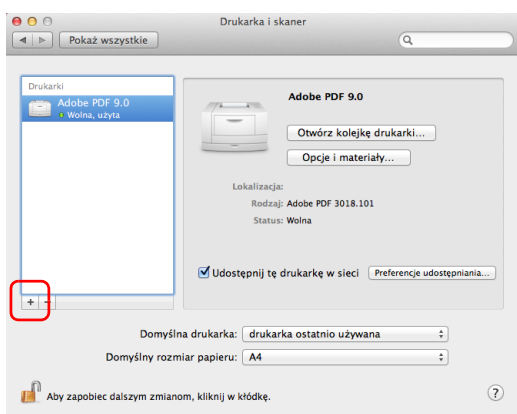 Drukarka i skaner
Pokaż wszystkie
Drukarki
Adobe PDF 9.0
Wolna, użyta
Adobe PDF 9.0
Otwórz kolejkę drukarki...
Opcje i materiały...
Lokalizacja:
Rodzaj: Adobe PDF 3018.101
Status: Wolna
Udostępnij tę drukarkę w sieci Preferencje udostępniania...
+ −
Domyślna drukarka: drukarka ostatnio używana
Domyślny rozmiar papieru: A4
Aby zapobiec dalszym zmianom, kliknij w kłódkę. ?